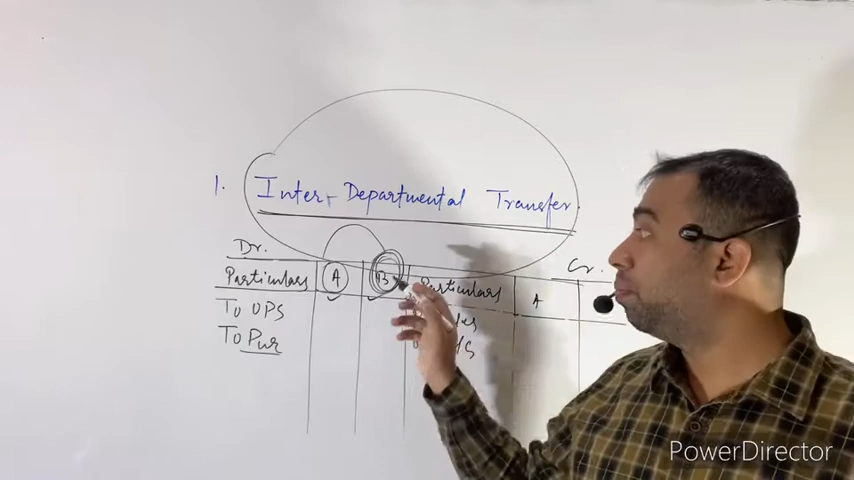 1. Inter-Departmental Transfer
Dr. Cr.
Particulars A B Particulars A
To OPS
To Pur
PowerDirector